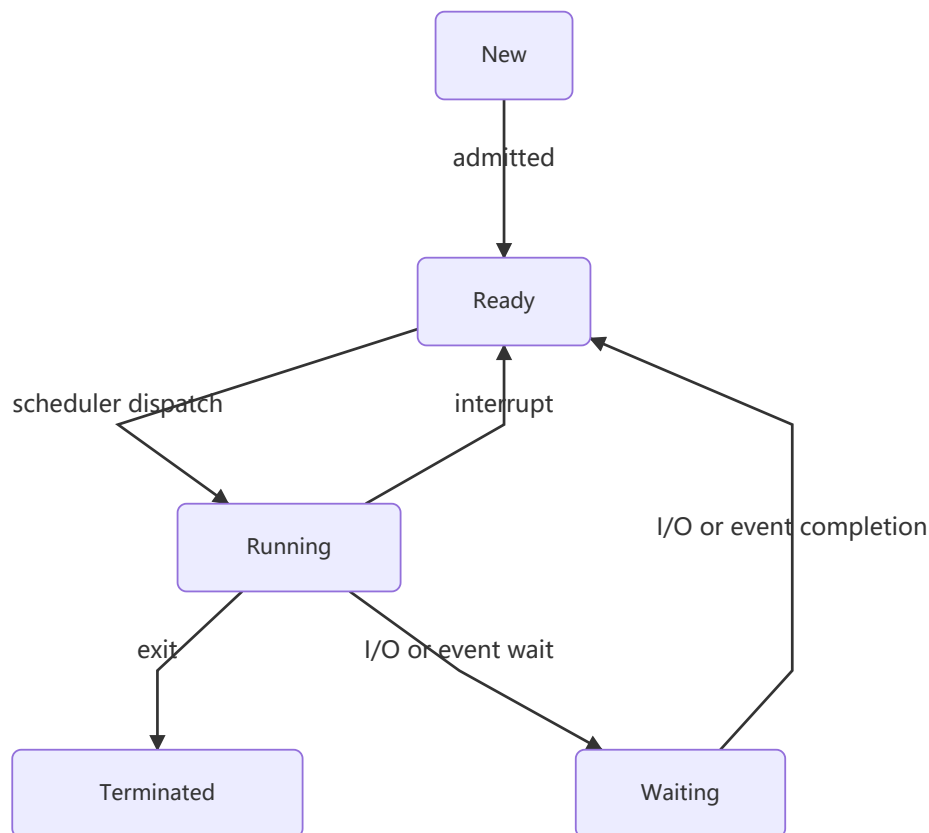 New
admitted
Ready
scheduler dispatch
interrupt
I/O or event completion
Running
exit
I/O or event wait
Terminated
Waiting